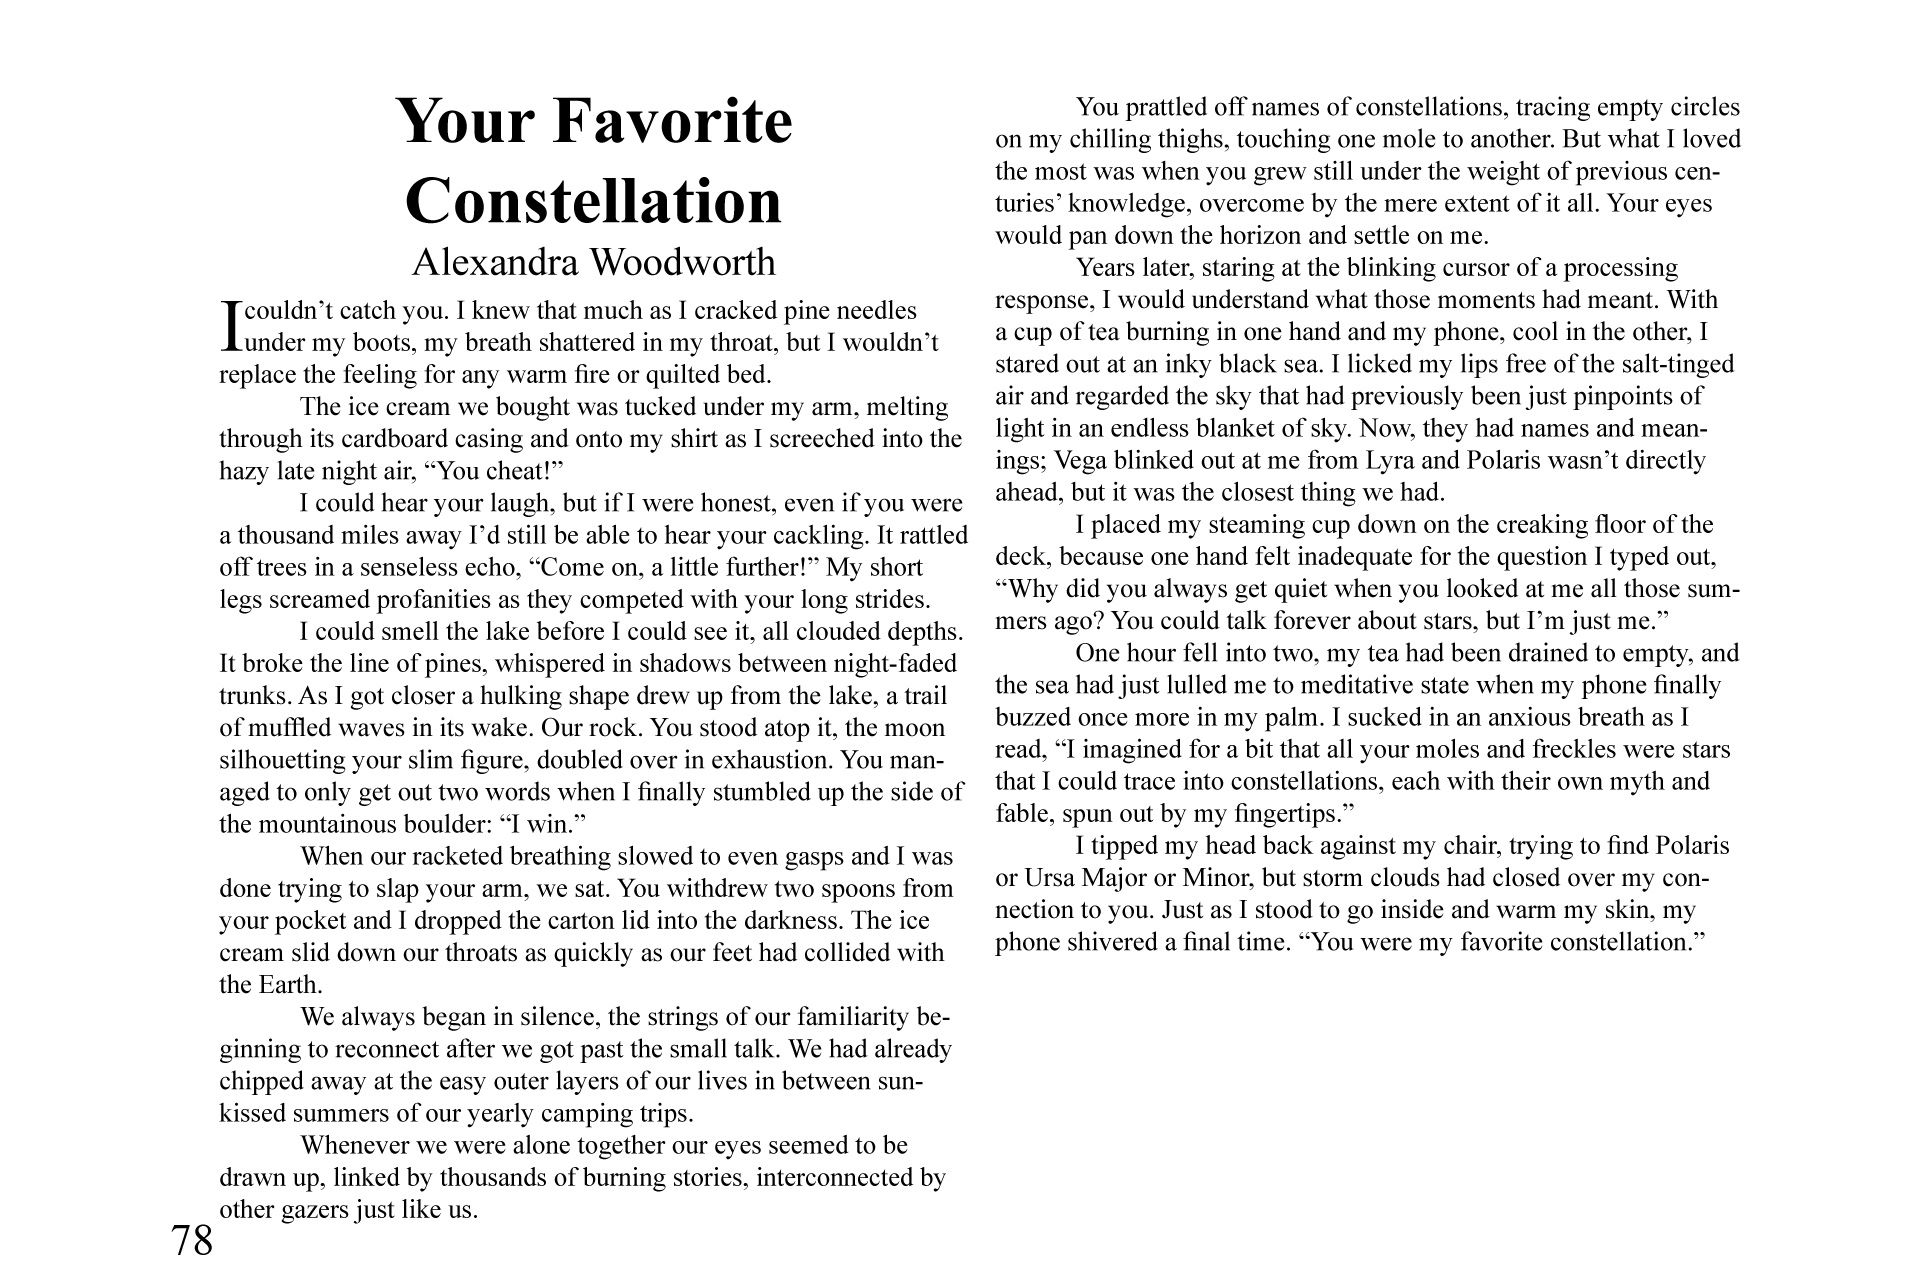 Your Favorite
Constellation
Alexandra Woodworth
I couldn’t catch you. I knew that much as I cracked pine needles
under my boots, my breath shattered in my throat, but I wouldn’t
replace the feeling for any warm fire or quilted bed.
The ice cream we bought was tucked under my arm, melting
through its cardboard casing and onto my shirt as I screeched into the
hazy late night air, “You cheat!”
I could hear your laugh, but if I were honest, even if you were
a thousand miles away I’d still be able to hear your cackling. It rattled
off trees in a senseless echo, “Come on, a little further!” My short
legs screamed profanities as they competed with your long strides.
I could smell the lake before I could see it, all clouded depths.
It broke the line of pines, whispered in shadows between night-faded
trunks. As I got closer a hulking shape drew up from the lake, a trail
of muffled waves in its wake. Our rock. You stood atop it, the moon
silhouetting your slim figure, doubled over in exhaustion. You man-
aged to only get out two words when I finally stumbled up the side of
the mountainous boulder: “I win.”
When our racketed breathing slowed to even gasps and I was
done trying to slap your arm, we sat. You withdrew two spoons from
your pocket and I dropped the carton lid into the darkness. The ice
cream slid down our throats as quickly as our feet had collided with
the Earth.
We always began in silence, the strings of our familiarity be-
ginning to reconnect after we got past the small talk. We had already
chipped away at the easy outer layers of our lives in between sun-
kissed summers of our yearly camping trips.
Whenever we were alone together our eyes seemed to be
drawn up, linked by thousands of burning stories, interconnected by
other gazers just like us.
78
You prattled off names of constellations, tracing empty circles
on my chilling thighs, touching one mole to another. But what I loved
the most was when you grew still under the weight of previous cen-
turies’ knowledge, overcome by the mere extent of it all. Your eyes
would pan down the horizon and settle on me.
Years later, staring at the blinking cursor of a processing
response, I would understand what those moments had meant. With
a cup of tea burning in one hand and my phone, cool in the other, I
stared out at an inky black sea. I licked my lips free of the salt-tinged
air and regarded the sky that had previously been just pinpoints of
light in an endless blanket of sky. Now, they had names and mean-
ings; Vega blinked out at me from Lyra and Polaris wasn’t directly
ahead, but it was the closest thing we had.
I placed my steaming cup down on the creaking floor of the
deck, because one hand felt inadequate for the question I typed out,
“Why did you always get quiet when you looked at me all those sum-
mers ago? You could talk forever about stars, but I’m just me.”
One hour fell into two, my tea had been drained to empty, and
the sea had just lulled me to meditative state when my phone finally
buzzed once more in my palm. I sucked in an anxious breath as I
read, “I imagined for a bit that all your moles and freckles were stars
that I could trace into constellations, each with their own myth and
fable, spun out by my fingertips.”
I tipped my head back against my chair, trying to find Polaris
or Ursa Major or Minor, but storm clouds had closed over my con-
nection to you. Just as I stood to go inside and warm my skin, my
phone shivered a final time. “You were my favorite constellation.”